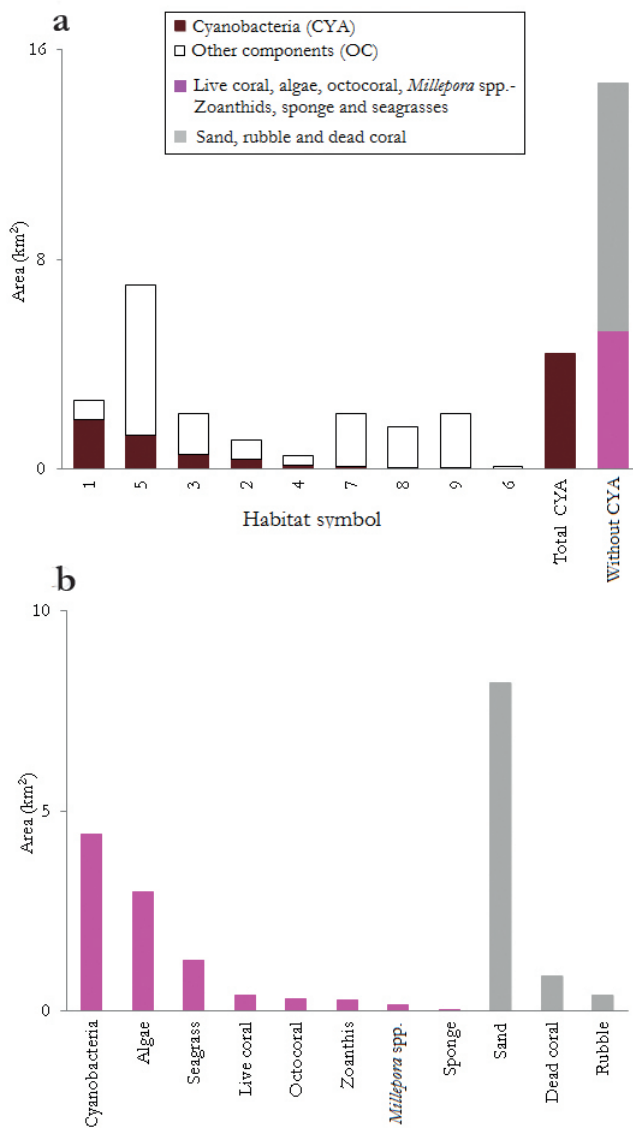 a
Cyanobacteria (CYA)
Other components (OC)
Live coral, algae, octocoral, Millepora spp.-
Zoanthids, sponge and seagrasses
Sand, rubble and dead coral
16
8
0
Area (km²)
1
5
3
2
4
7
8
9
6
Total CYA
Without CYA
Habitat symbol
b
10
5
0
Area (km²)
Cyanobacteria
Algae
Seagrass
Live coral
Octocoral
Zoanthis
Millepora spp.
Sponge
Sand
Dead coral
Rubble